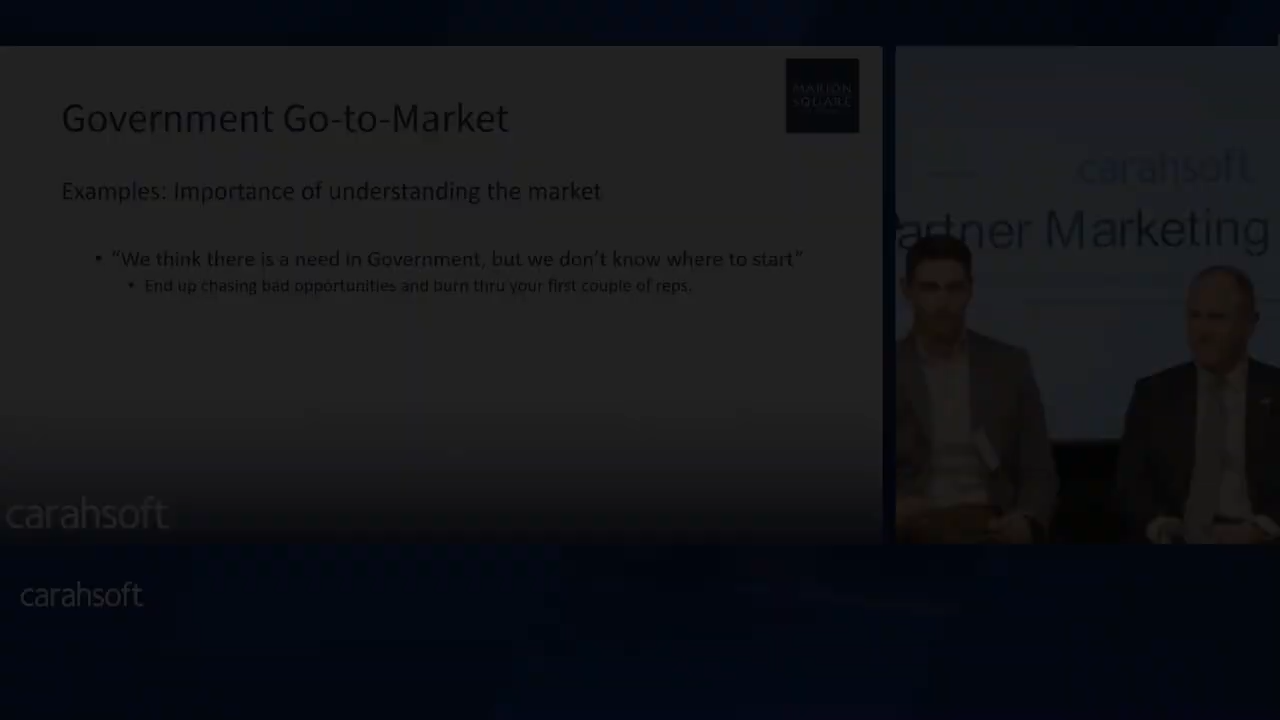 MARION
SQUARE
Government Go-to-Market
Examples: Importance of understanding the market
• "We think there is a need in Government, but we don't know where to start"
• End up chasing bad opportunities and burn thru your first couple of reps.
carahsoft
carahsoft
Partner Marketing
carahsoft